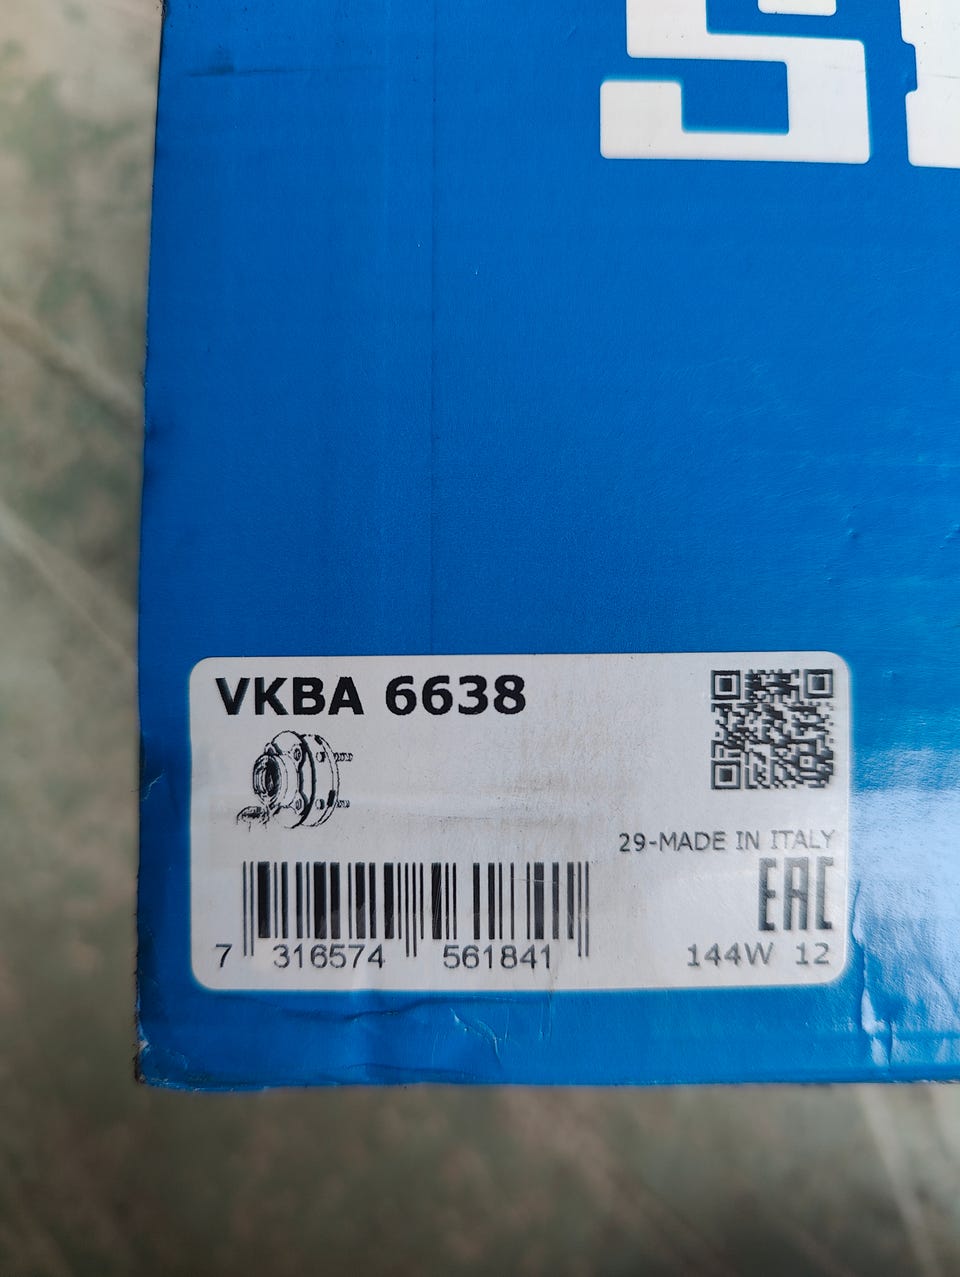 S
VKBA 6638
29-MADE IN ITALY
EAC
7 316574 561841
144W 12